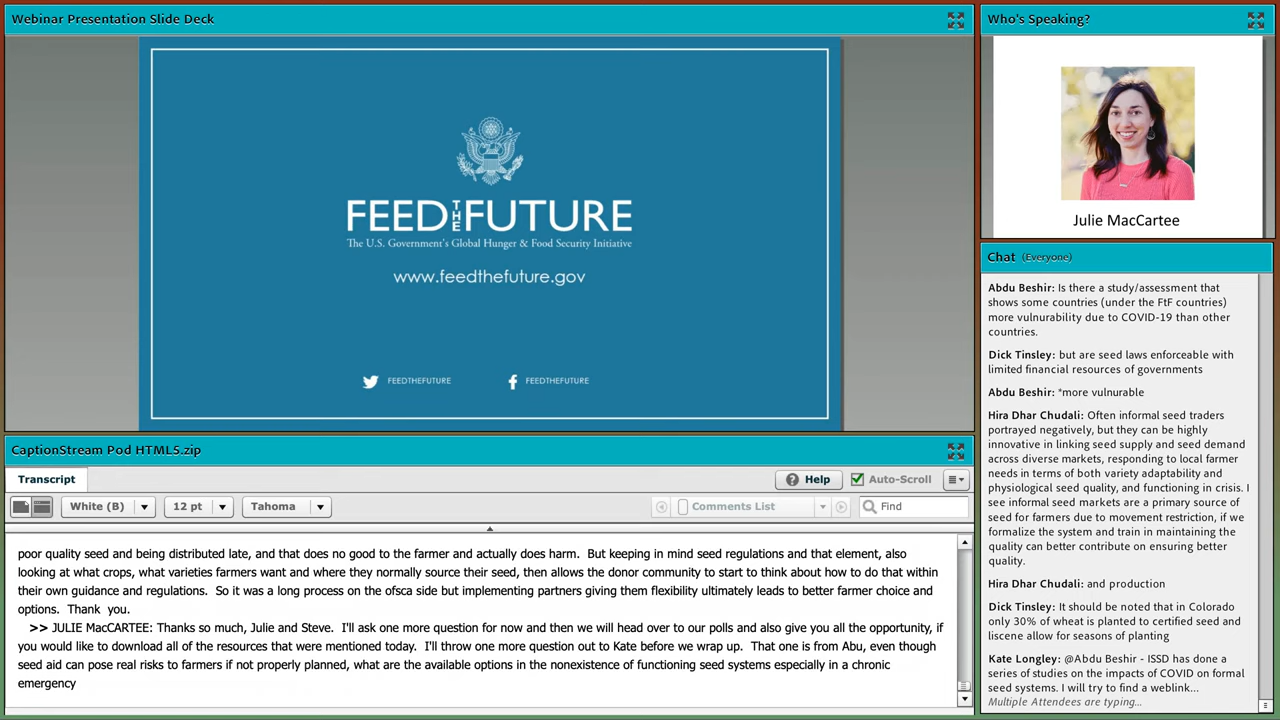 Webinar Presentation Slide Deck
FEED THE FUTURE
The U.S. Government's Global Hunger & Food Security Initiative
www.feedthefuture.gov
FEEDTHEFUTURE
FEEDTHEFUTURE
Who's Speaking?
Julie MacCartee
CaptionStream Pod HTML5.zip
Transcript
Help
Auto-Scroll
White (B)
12 pt
Tahoma
Comments List
Find
poor quality seed and being distributed late, and that does no good to the farmer and actually does harm. But keeping in mind seed regulations and that element, also
looking at what crops, what varieties farmers want and where they normally source their seed, then allows the donor community to start to think about how to do that within
their own guidance and regulations. So it was a long process on the ofsca side but implementing partners giving them flexibility ultimately leads to better farmer choice and
options. Thank you.
>> JULIE MacCARTEE: Thanks so much, Julie and Steve. I'll ask one more question for now and then we will head over to our polls and also give you all the opportunity, if
you would like to download all of the resources that were mentioned today. I'll throw one more question out to Kate before we wrap up. That one is from Abu, even though
seed aid can pose real risks to farmers if not properly planned, what are the available options in the nonexistence of functioning seed systems especially in a chronic
emergency
Chat (Everyone)
Abdu Beshir: Is there a study/assessment that
shows some countries (under the FtF countries)
more vulnurability due to COVID-19 than other
countries.
Dick Tinsley: but are seed laws enforceable with
limited financial resources of governments
Abdu Beshir: *more vulnurable
Hira Dhar Chudali: Often informal seed traders
portrayed negatively, but they can be highly
innovative in linking seed supply and seed demand
across diverse markets, responding to local farmer
needs in terms of both variety adaptability and
physiological seed quality, and functioning in crisis. I
see informal seed markets are a primary source of
seed for farmers due to movement restriction, if we
formalize the system and train in maintaining the
quality can better contribute on ensuring better
quality.
Hira Dhar Chudali: and production
Dick Tinsley: It should be noted that in Colorado
only 30% of wheat is planted to certified seed and
liscene allow for seasons of planting
Kate Longley: @Abdu Beshir - ISSD has done a
series of studies on the impacts of COVID on formal
seed systems. I will try to find a weblink...
Multiple Attendees are typing...